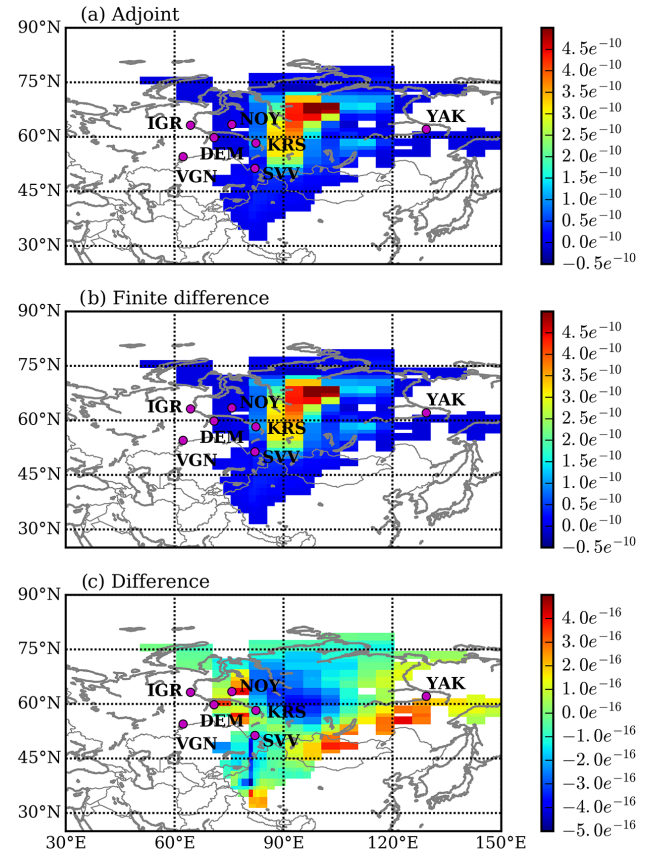 (a) Adjoint
90°N
75°N
60°N
45°N
30°N
IGR
NOY
YAK
KRS
DEM
VGN
SVV
4.5e⁻¹⁰
4.0e⁻¹⁰
3.5e⁻¹⁰
3.0e⁻¹⁰
2.5e⁻¹⁰
2.0e⁻¹⁰
1.5e⁻¹⁰
1.0e⁻¹⁰
0.5e⁻¹⁰
0.0e⁻¹⁰
−0.5e⁻¹⁰
(b) Finite difference
90°N
75°N
60°N
45°N
30°N
IGR
NOY
YAK
KRS
DEM
VGN
SVV
4.5e⁻¹⁰
4.0e⁻¹⁰
3.5e⁻¹⁰
3.0e⁻¹⁰
2.5e⁻¹⁰
2.0e⁻¹⁰
1.5e⁻¹⁰
1.0e⁻¹⁰
0.5e⁻¹⁰
0.0e⁻¹⁰
−0.5e⁻¹⁰
(c) Difference
90°N
75°N
60°N
45°N
30°N
IGR
NOY
YAK
KRS
DEM
VGN
SVV
30°E 60°E 90°E 120°E 150°E
4.0e⁻¹⁶
3.0e⁻¹⁶
2.0e⁻¹⁶
1.0e⁻¹⁶
0.0e⁻¹⁶
−1.0e⁻¹⁶
−2.0e⁻¹⁶
−3.0e⁻¹⁶
−4.0e⁻¹⁶
−5.0e⁻¹⁶